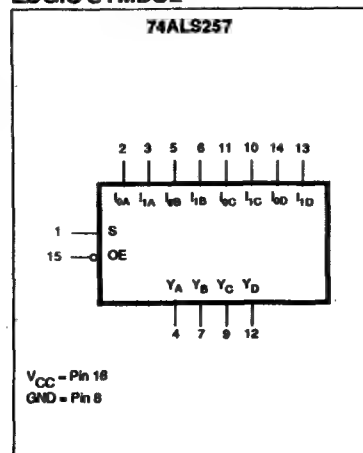 LOGIC SYMBOL
74ALS257
2 3 5 6 11 10 14 13
I0A I1A I0B I1B I0C I1C I0D I1D
1 S
15 OE
YA YB YC YD
4 7 9 12
VCC = Pin 16
GND = Pin 8